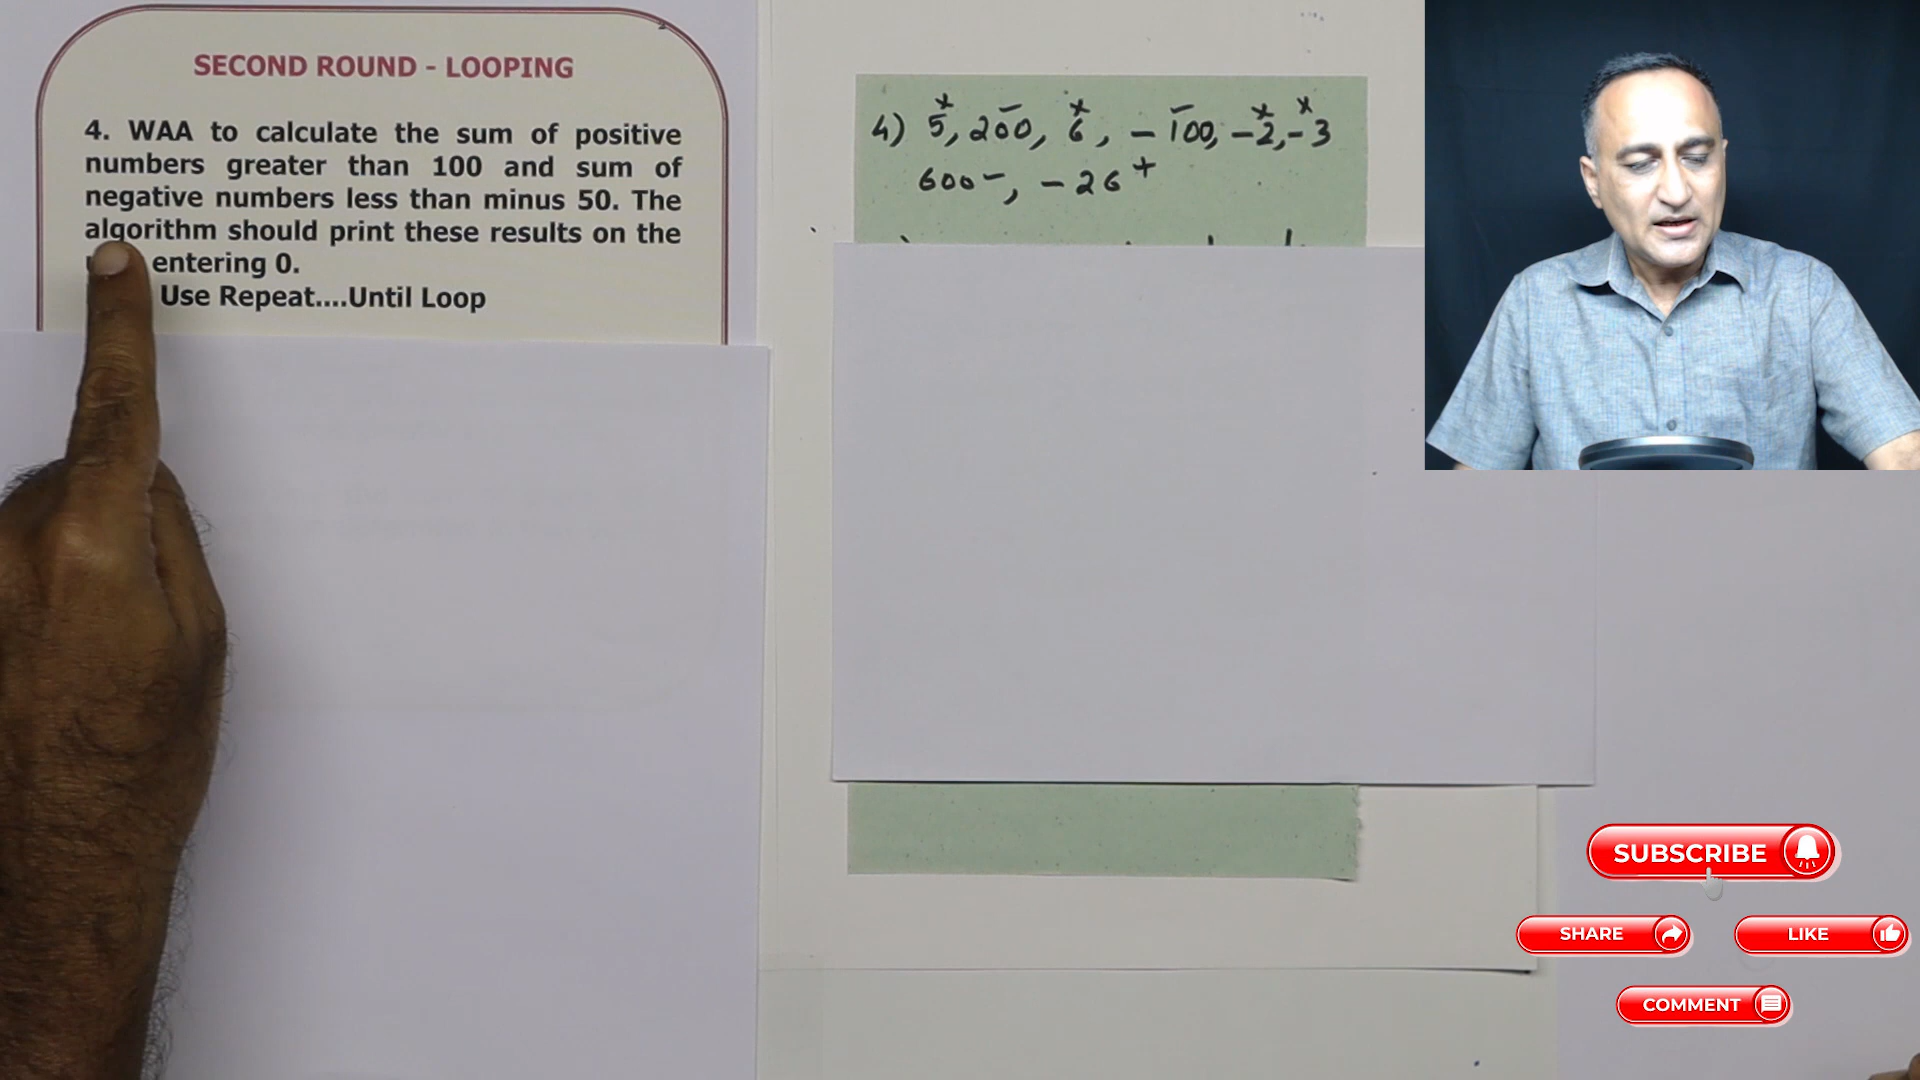 SECOND ROUND - LOOPING
4. WAA to calculate the sum of positive
numbers greater than 100 and sum of
negative numbers less than minus 50. The
algorithm should print these results on the
entering 0.
Use Repeat....Until Loop
4) 5, 200, 6, -100, -2, -3
600, -26
SUBSCRIBE
SHARE
LIKE
COMMENT